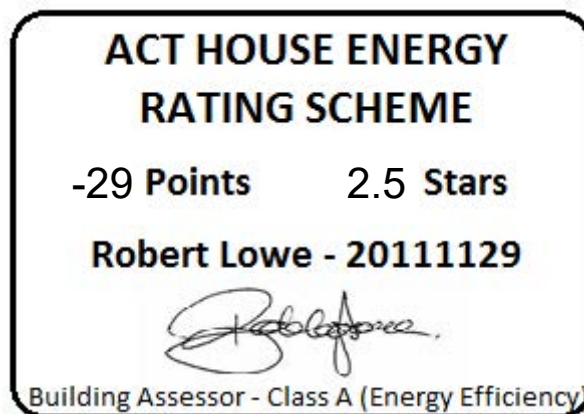 ACT HOUSE ENERGY
RATING SCHEME
-29 Points 2.5 Stars
Robert Lowe - 20111129
Building Assessor - Class A (Energy Efficiency)